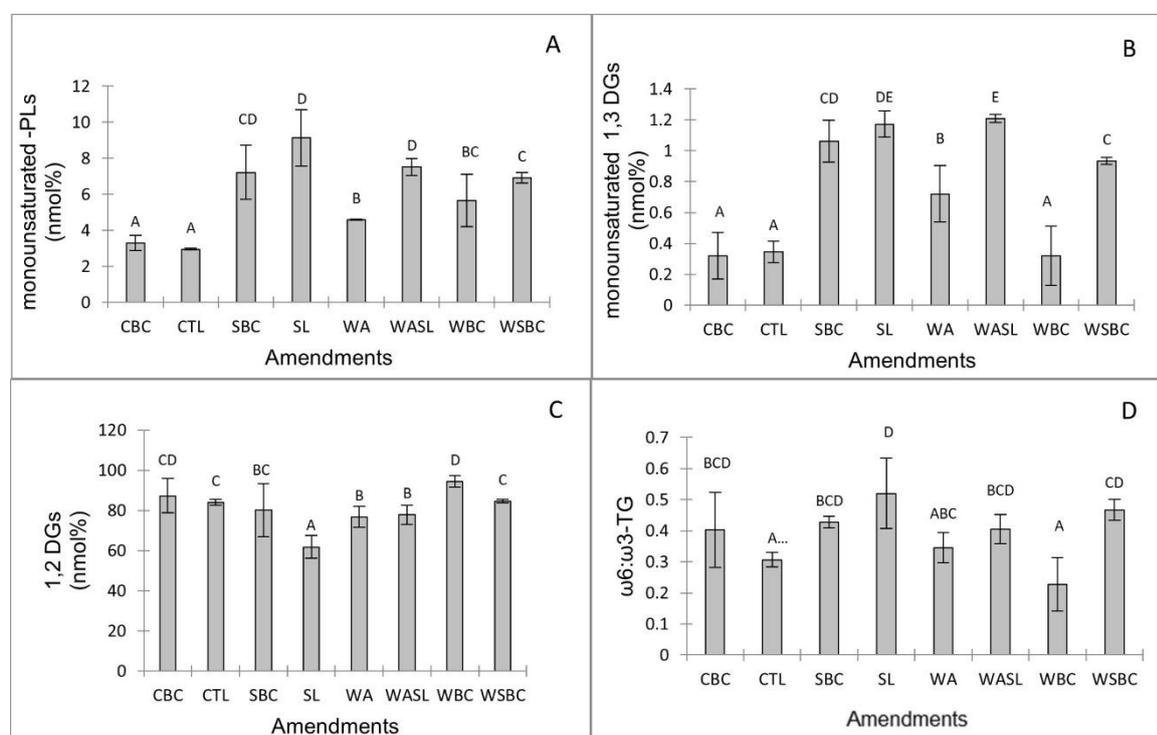 A
monounsaturated -PLs
(nmol%)
12
10
8
6
4
2
0
A
A
CD
D
B
D
BC
C
CBC
CTL
SBC
SL
WA
WASL
WBC
WSBC
Amendments
B
monounsaturated 1,3 DGs
(nmol%)
1.4
1.2
1
0.8
0.6
0.4
0.2
0
A
A
CD
DE
B
E
A
C
CBC
CTL
SBC
SL
WA
WASL
WBC
WSBC
Amendments
C
1,2 DGs
(nmol%)
120
100
80
60
40
20
0
CD
C
BC
A
B
B
D
C
CBC
CTL
SBC
SL
WA
WASL
WBC
WSBC
Amendments
D
ω6:ω3-TG
0.7
0.6
0.5
0.4
0.3
0.2
0.1
0
BCD
A...
BCD
D
ABC
BCD
A
CD
CBC
CTL
SBC
SL
WA
WASL
WBC
WSBC
Amendments